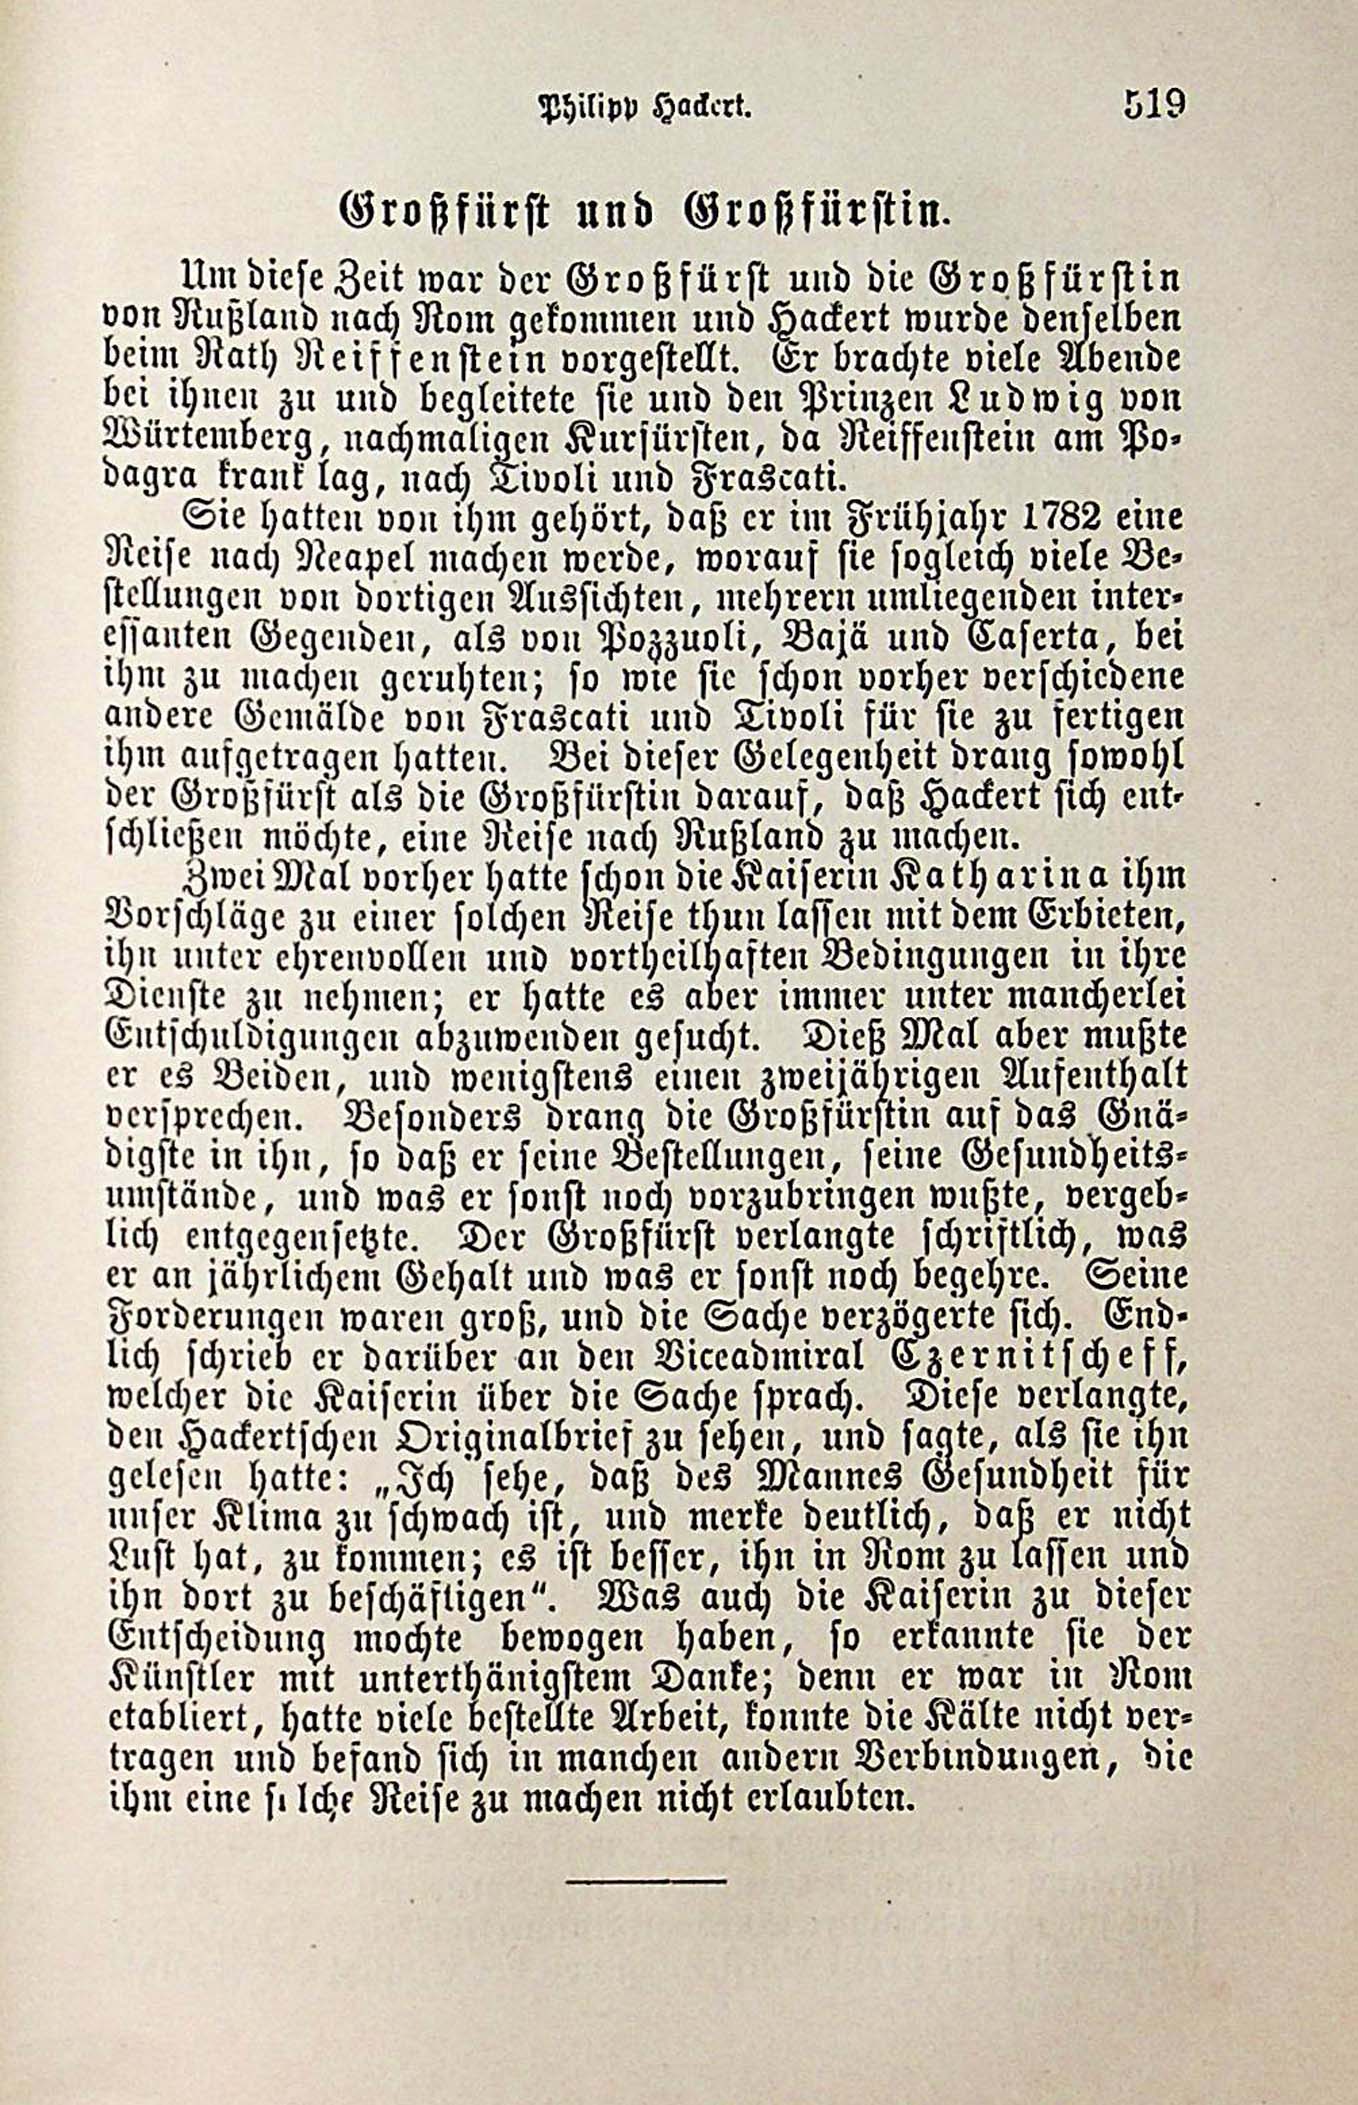 Philipp Hackert.
519
Großfürst und Großfürstin.
Um diese Zeit war der Großfürst und die Großfürstin
von Rußland nach Rom gekommen und Hackert wurde denselben
beim Rath Reiffenstein vorgestellt. Er brachte viele Abende
bei ihnen zu und begleitete sie und den Prinzen Ludwig von
Würtemberg, nachmaligen Kurfürsten, da Reiffenstein am Po-
dagra krank lag, nach Tivoli und Frascati.
Sie hatten von ihm gehört, daß er im Frühjahr 1782 eine
Reise nach Neapel machen werde, worauf sie sogleich viele Be-
stellungen von dortigen Aussichten, mehrern umliegenden inter-
essanten Gegenden, als von Pozzuoli, Bajä und Caserta, bei
ihm zu machen geruhten; so wie sie schon vorher verschiedene
andere Gemälde von Frascati und Tivoli für sie zu fertigen
ihm aufgetragen hatten. Bei dieser Gelegenheit drang sowohl
der Großfürst als die Großfürstin darauf, daß Hackert sich ent-
schließen möchte, eine Reise nach Rußland zu machen.
Zwei Mal vorher hatte schon die Kaiserin Katharina ihm
Vorschläge zu einer solchen Reise thun lassen mit dem Erbieten,
ihn unter ehrenvollen und vortheilhaften Bedingungen in ihre
Dienste zu nehmen; er hatte es aber immer unter mancherlei
Entschuldigungen abzuwenden gesucht. Dieß Mal aber mußte
er es Beiden, und wenigstens einen zweijährigen Aufenthalt
versprechen. Besonders drang die Großfürstin auf das Gnä-
digste in ihn, so daß er seine Bestellungen, seine Gesundheits-
umstände, und was er sonst noch vorzubringen wußte, vergeb-
lich entgegensetzte. Der Großfürst verlangte schriftlich, was
er an jährlichem Gehalt und was er sonst noch begehre. Seine
Forderungen waren groß, und die Sache verzögerte sich. End-
lich schrieb er darüber an den Viceadmiral Czernitscheff,
welcher die Kaiserin über die Sache sprach. Diese verlangte,
den Hackertschen Originalbrief zu sehen, und sagte, als sie ihn
gelesen hatte: „Ich sehe, daß des Mannes Gesundheit für
unser Klima zu schwach ist, und merke deutlich, daß er nicht
Lust hat, zu kommen; es ist besser, ihn in Rom zu lassen und
ihn dort zu beschäftigen“. Was auch die Kaiserin zu dieser
Entscheidung mochte bewogen haben, so erkannte sie der
Künstler mit unterthänigstem Danke; denn er war in Rom
etabliert, hatte viele bestellte Arbeit, konnte die Kälte nicht ver-
tragen und befand sich in manchen andern Verbindungen, die
ihm eine solche Reise zu machen nicht erlaubten.